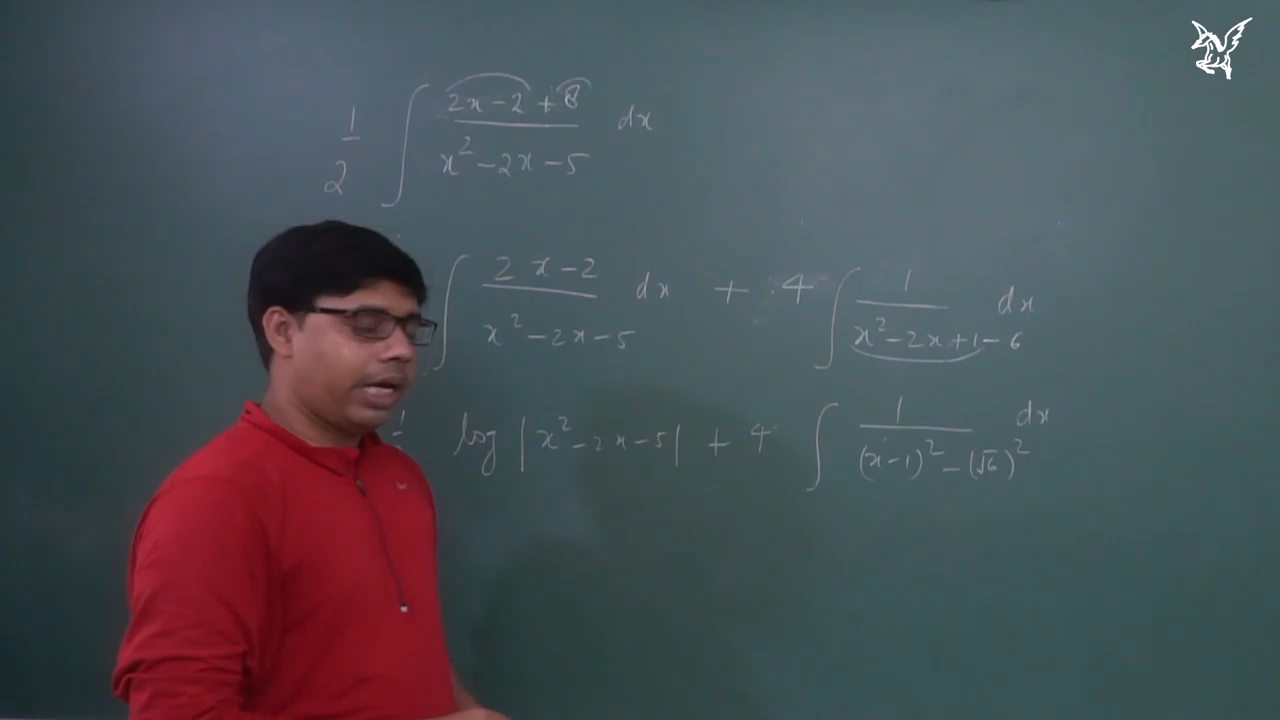 1/2 ∫ (2x-2+8)/(x²-2x-5) dx
∫ (2x-2)/(x²-2x-5) dx + 4 ∫ 1/(x²-2x+1-6) dx
log |x²-2x-5| + 4 ∫ 1/((x-1)²-(√6)²) dx